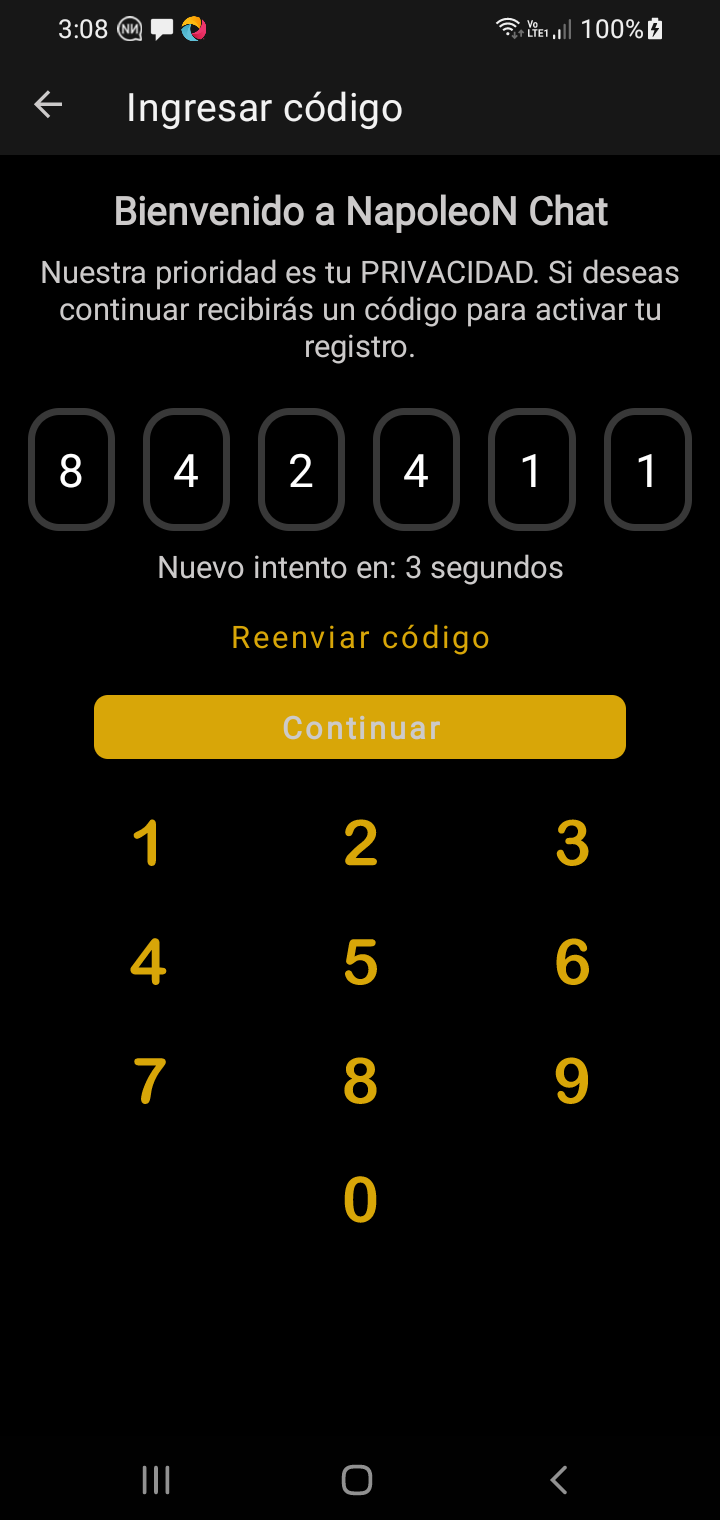 3:08 NN Vo LTE1 100%
Ingresar código
Bienvenido a NapoleoN Chat
Nuestra prioridad es tu PRIVACIDAD. Si deseas
continuar recibirás un código para activar tu
registro.
8 4 2 4 1 1
Nuevo intento en: 3 segundos
Reenviar código
Continuar
1 2 3
4 5 6
7 8 9
0